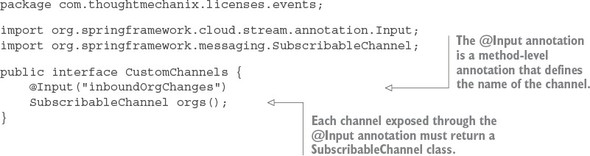 package com.thoughtmechanix.licenses.events;
import org.springframework.cloud.stream.annotation.Input;
import org.springframework.messaging.SubscribableChannel;
public interface CustomChannels {
@Input("inboundOrgChanges")
SubscribableChannel orgs();
}
The @Input annotation
is a method-level
annotation that defines
the name of the channel.
Each channel exposed through the
@Input annotation must return a
SubscribableChannel class.